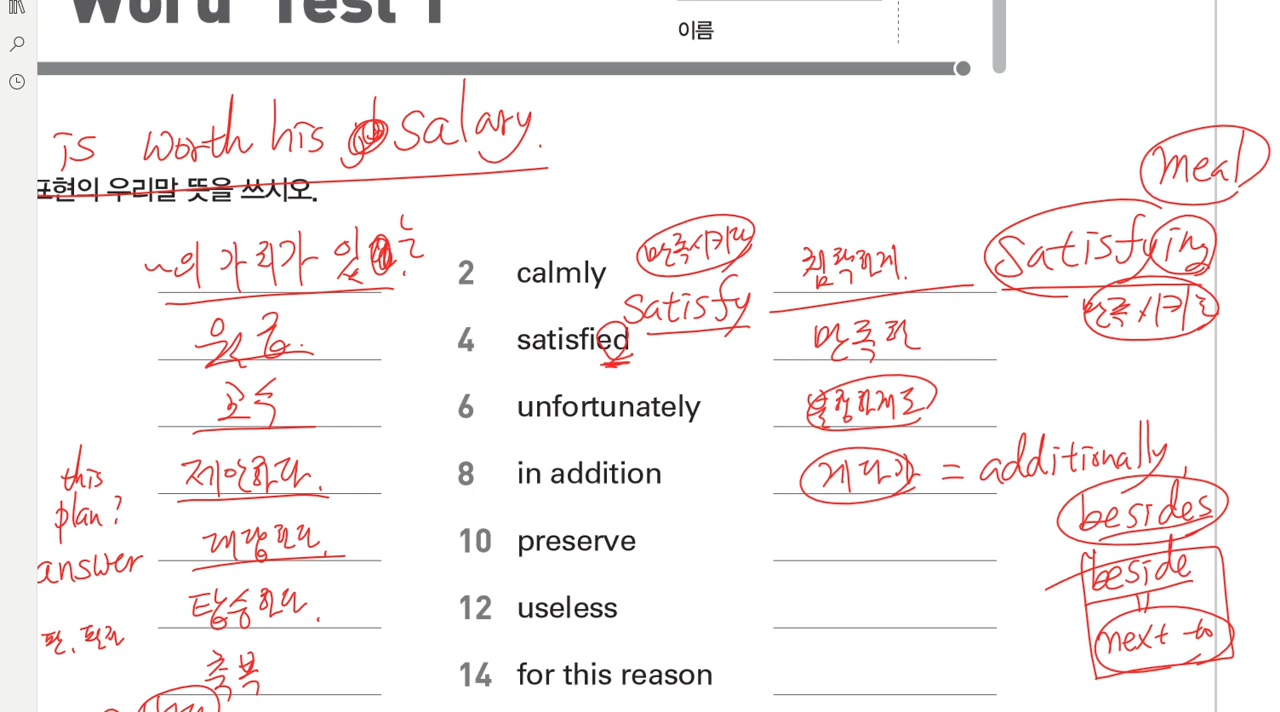 Word Test 1
이름
is worth his salary.
표현의 우리말 뜻을 쓰시오.
meal
~의 가치가 있는
2 calmly
만족시키다
침착하게.
satisfying
satisfy
만족시키는
월급.
4 satisfied
만족한
조수
6 unfortunately
불행하게도
this plan?
제안하다.
8 in addition
게다가 = additionally,
besides
answer
대답하다.
10 preserve
beside
탑승하다.
12 useless
next to
축복
14 for this reason